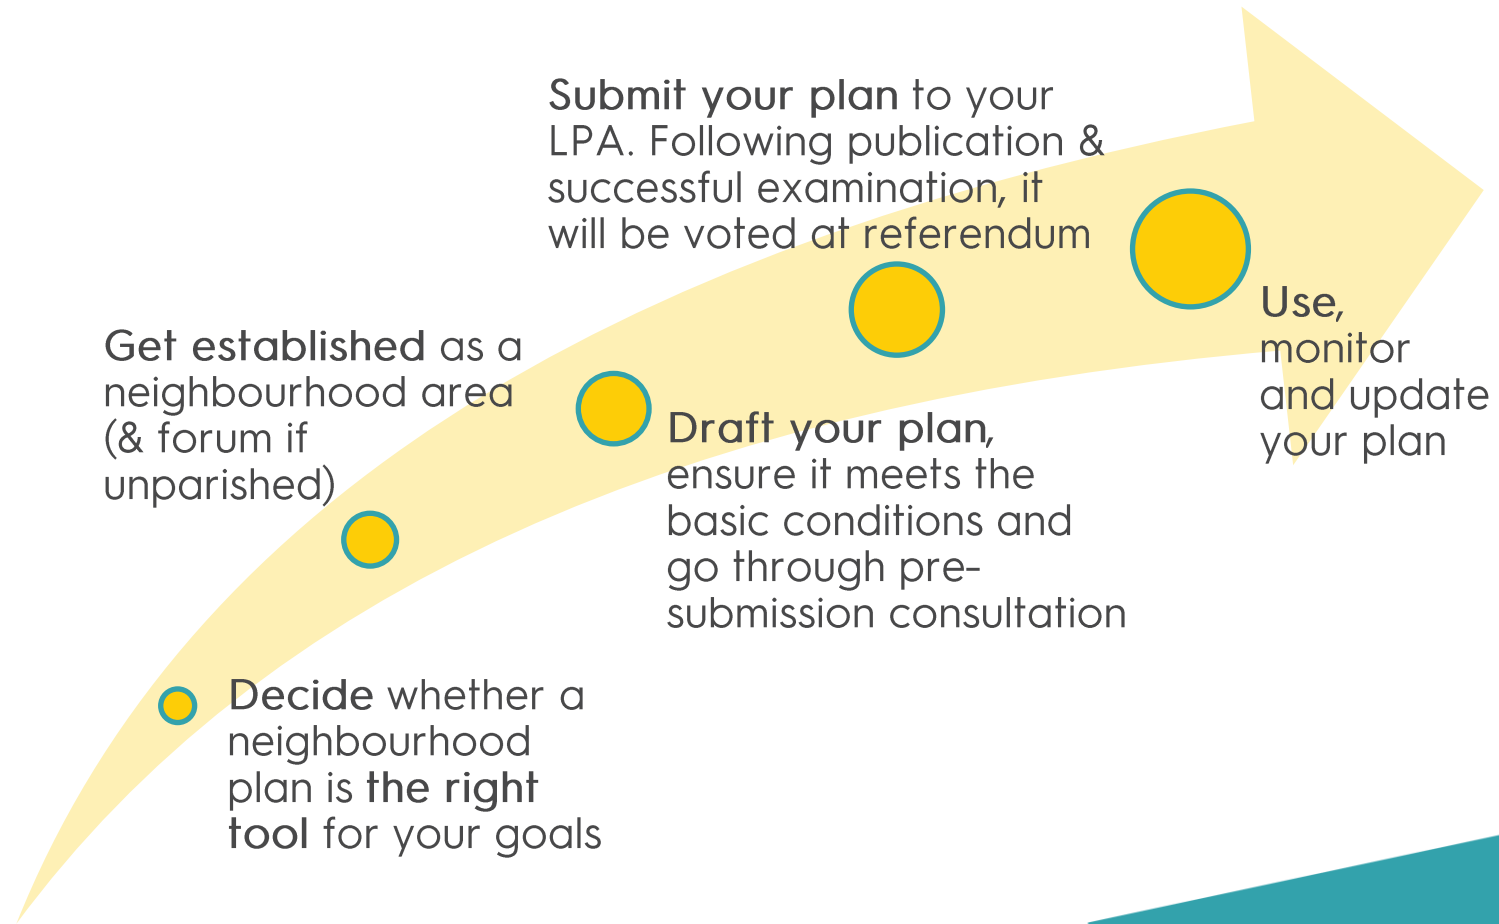 Submit your plan to your
LPA. Following publication &
successful examination, it
will be voted at referendum
Use,
monitor
and update
your plan
Get established as a
neighbourhood area
(& forum if
unparished)
Draft your plan,
ensure it meets the
basic conditions and
go through pre-
submission consultation
Decide whether a
neighbourhood
plan is the right
tool for your goals